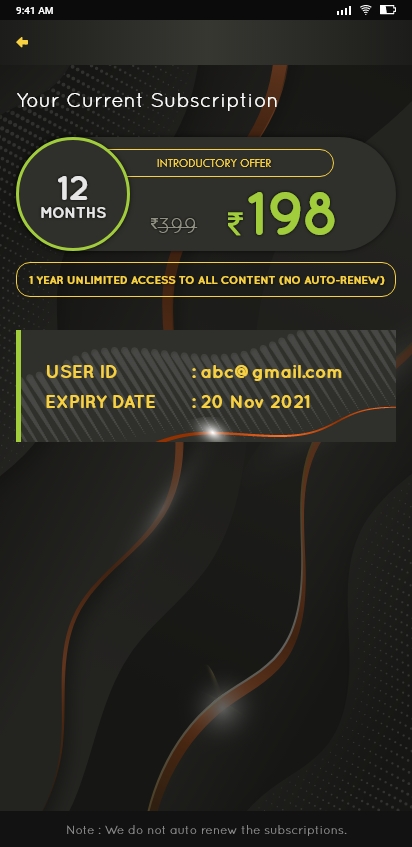 9:41 AM
Your Current Subscription
12
MONTHS
INTRODUCTORY OFFER
₹399
₹198
1 YEAR UNLIMITED ACCESS TO ALL CONTENT (NO AUTO-RENEW)
USER ID : abc@gmail.com
EXPIRY DATE : 20 Nov 2021
Note : We do not auto renew the subscriptions.